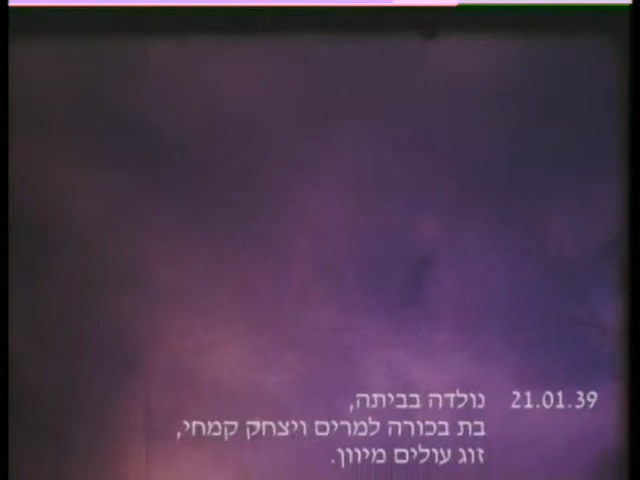 21.01.39 נולדה בביתה,
בת בכורה למרים ויצחק קמחי,
זוג עולים מיוון.